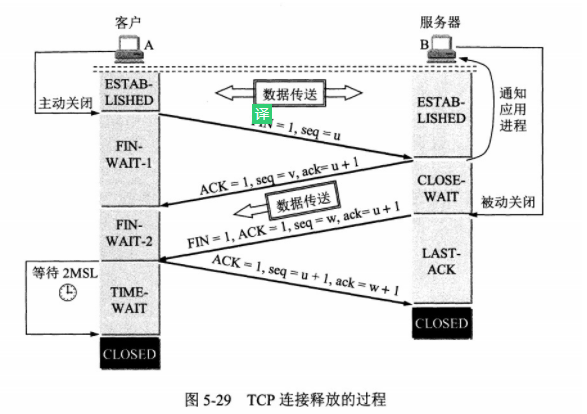 客户
服务器
A
B
ESTAB-
LISHED
数据传送
ESTAB-
LISHED
通知
应用
进程
主动关闭
译
FIN = 1, seq = u
FIN-
WAIT-1
ACK = 1, seq = v, ack= u + 1
CLOSE-
WAIT
被动关闭
数据传送
FIN-
WAIT-2
FIN = 1, ACK = 1, seq = w, ack= u + 1
LAST-
ACK
等待 2MSL
ACK = 1, seq = u + 1, ack = w + 1
TIME-
WAIT
CLOSED
CLOSED
图 5-29 TCP 连接释放的过程